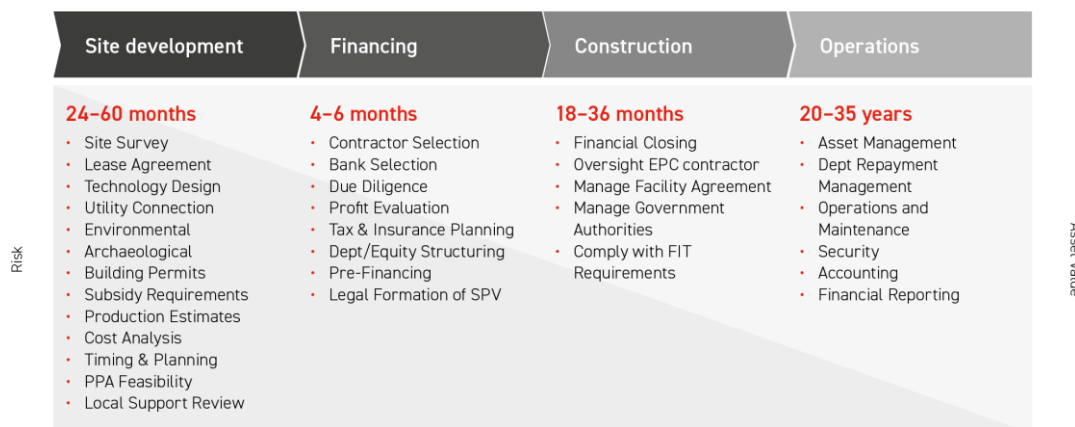 Site development
Financing
Construction
Operations
24–60 months
• Site Survey
• Lease Agreement
• Technology Design
• Utility Connection
• Environmental
• Archaeological
• Building Permits
• Subsidy Requirements
• Production Estimates
• Cost Analysis
• Timing & Planning
• PPA Feasibility
• Local Support Review
4–6 months
• Contractor Selection
• Bank Selection
• Due Diligence
• Profit Evaluation
• Tax & Insurance Planning
• Dept/Equity Structuring
• Pre-Financing
• Legal Formation of SPV
18–36 months
• Financial Closing
• Oversight EPC contractor
• Manage Facility Agreement
• Manage Government
Authorities
• Comply with FIT
Requirements
20–35 years
• Asset Management
• Dept Repayment
Management
• Operations and
Maintenance
• Security
• Accounting
• Financial Reporting
Risk
Asset Value